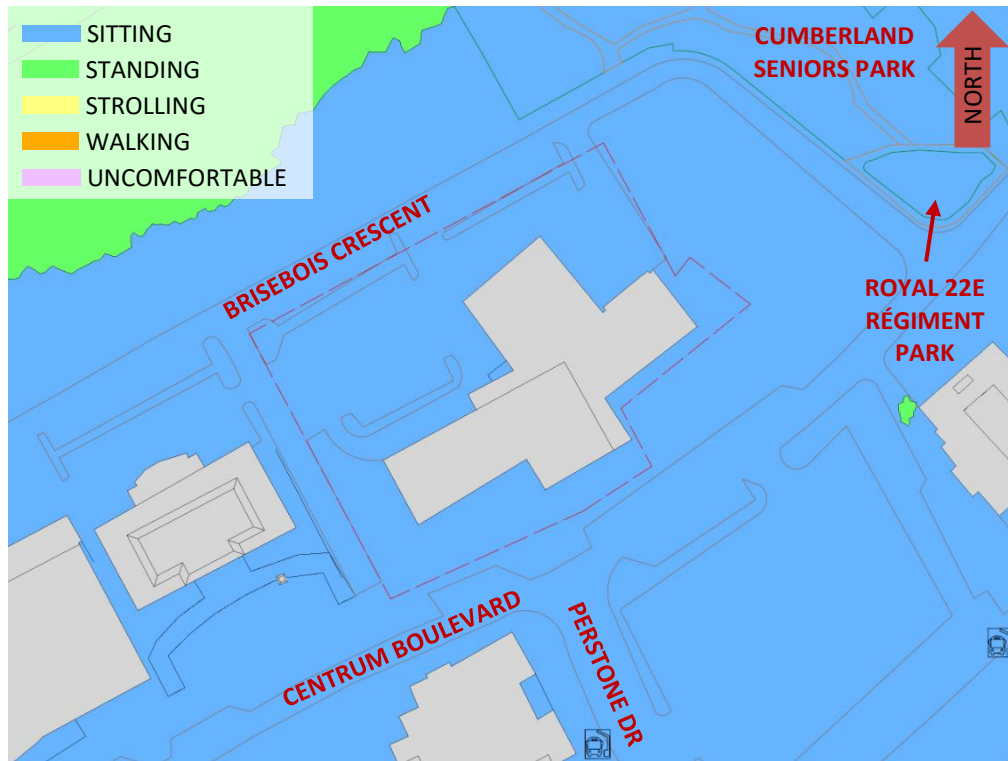 SITTING
STANDING
STROLLING
WALKING
UNCOMFORTABLE
CUMBERLAND
SENIORS PARK
NORTH
BRISEBOIS CRESCENT
ROYAL 22E
RÉGIMENT
PARK
CENTRUM BOULEVARD
PERSTONE DR